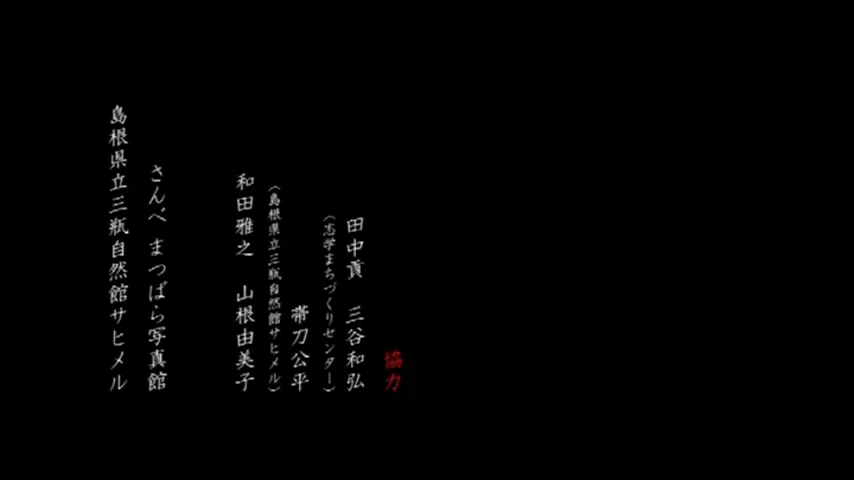 協力
田中貢 三谷和弘
（志学まちづくりセンター）
帯刀公平
（島根県立三瓶自然館サヒメル）
和田雅之 山根由美子
さんべ まつばら写真館
島根県立三瓶自然館サヒメル